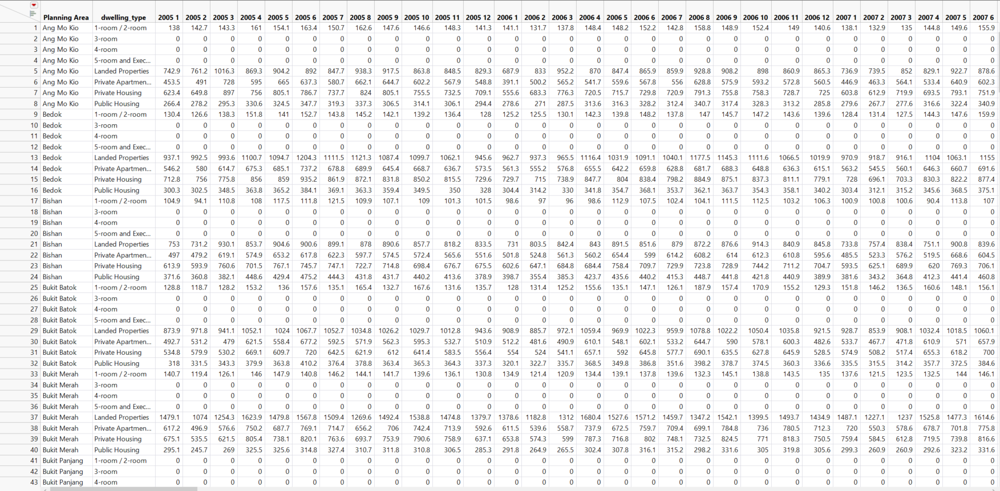 Planning Area dwelling_type 2005 1 2005 2 2005 3 2005 4 2005 5 2005 6 2005 7 2005 8 2005 9 2005 10 2005 11 2005 12 2006 1 2006 2 2006 3 2006 4 2006 5 2006 6 2006 7 2006 8 2006 9 2006 10 2006 11 2006 12 2007 1 2007 2 2007 3 2007 4 2007 5 2007 6
1 Ang Mo Kio 1-room / 2-room 138 142.7 143.3 161 154.1 163.4 150.7 162.6 147.6 146.6 148.3 141.3 141.1 131.7 137.8 148.4 148.2 152.2 142.8 158.8 148.9 152.4 149 140.6 138.1 132.9 135 144.8 149.6 155.9
2 Ang Mo Kio 3-room 0 0 0 0 0 0 0 0 0 0 0 0 0 0 0 0 0 0 0 0 0 0 0 0 0 0 0 0 0 0
3 Ang Mo Kio 4-room 0 0 0 0 0 0 0 0 0 0 0 0 0 0 0 0 0 0 0 0 0 0 0 0 0 0 0 0 0 0
4 Ang Mo Kio 5-room and Exec... 0 0 0 0 0 0 0 0 0 0 0 0 0 0 0 0 0 0 0 0 0 0 0 0 0 0 0 0 0 0
5 Ang Mo Kio Landed Properties 742.9 761.2 1016.3 869.3 904.2 892 847.7 938.3 917.5 863.8 848.5 829.3 687.9 833 952.2 870 847.4 865.9 859.9 928.8 908.2 898 860.9 865.3 736.9 739.5 852 829.1 922.7 878.6
6 Ang Mo Kio Private Apartmen... 453.5 491 728 595 665 637.3 580.7 662.1 644.7 602.2 567.9 548.8 391.1 500.2 565.2 541.7 559.6 567.8 556 628.8 575.9 593.2 572.8 560.5 446.9 463.3 564.1 533.4 640.9 602.3
7 Ang Mo Kio Private Housing 623.4 649.8 897 756 805.1 786.7 737.7 824 805.1 755.5 732.5 709.1 555.6 683.3 776.3 720.5 715.7 729.8 720.9 791.3 755.8 758.3 728.7 725 603.8 612.9 719.9 693.5 793.1 751.9
8 Ang Mo Kio Public Housing 266.4 278.2 295.3 330.6 324.5 347.7 319.3 337.3 306.5 314.1 306.1 294.4 278.6 271 287.5 313.6 316.3 328.2 312.4 340.7 317.4 328.3 313.2 285.8 279.6 267.7 277.6 316.6 322.4 340.9
9 Bedok 1-room / 2-room 130.4 126.6 138.3 151.8 141 152.7 143.8 145.2 142.1 139.2 136.4 128 125.2 125.5 130.1 142.3 139.8 148.2 137.8 147 145.7 147.2 143.6 139.6 128.4 131.4 127.5 144.3 147.6 159.9
10 Bedok 3-room 0 0 0 0 0 0 0 0 0 0 0 0 0 0 0 0 0 0 0 0 0 0 0 0 0 0 0 0 0 0
11 Bedok 4-room 0 0 0 0 0 0 0 0 0 0 0 0 0 0 0 0 0 0 0 0 0 0 0 0 0 0 0 0 0 0
12 Bedok 5-room and Exec... 0 0 0 0 0 0 0 0 0 0 0 0 0 0 0 0 0 0 0 0 0 0 0 0 0 0 0 0 0 0
13 Bedok Landed Properties 937.1 992.5 993.6 1100.7 1094.7 1204.3 1111.5 1121.3 1087.4 1099.7 1062.1 945.6 962.7 937.3 965.5 1116.4 1031.9 1091.1 1040.1 1177.5 1145.3 1111.6 1066.5 1019.9 970.9 918.7 916.1 1104 1063.1 1155
14 Bedok Private Apartmen... 546.2 580 614.7 675.3 685.1 737.2 678.8 689.9 645.4 668.7 636.7 573.5 561.3 555.2 576.8 655.5 642.2 659.8 628.8 681.7 688.3 648.8 636.3 615.1 563.2 545.5 560.1 646.3 660.7 691.6
15 Bedok Private Housing 712.8 756 775.8 856 859 935.2 861.9 872.1 831.8 850.2 815.5 729.6 729.7 715 738.9 847.7 804 838.4 798.2 884.9 875.1 837.3 811.1 779.1 728 696.1 703.3 830.3 822.2 877.4
16 Bedok Public Housing 300.3 302.5 348.5 363.8 365.2 384.1 369.1 363.3 359.4 349.5 350 328 304.4 314.2 330 341.8 354.7 368.1 353.7 362.1 363.7 354.3 358.1 340.2 303.4 312.1 315.2 345.6 368.5 375.1
17 Bishan 1-room / 2-room 104.9 94.1 110.8 108 117.5 111.8 121.5 109.9 107.1 109 101.3 101.5 98.6 97 96 98.6 112.9 107.5 102.4 104.1 111.5 112.5 103.2 106.3 100.9 100.8 100.6 90.4 113.8 107
18 Bishan 3-room 0 0 0 0 0 0 0 0 0 0 0 0 0 0 0 0 0 0 0 0 0 0 0 0 0 0 0 0 0 0
19 Bishan 4-room 0 0 0 0 0 0 0 0 0 0 0 0 0 0 0 0 0 0 0 0 0 0 0 0 0 0 0 0 0 0
20 Bishan 5-room and Exec... 0 0 0 0 0 0 0 0 0 0 0 0 0 0 0 0 0 0 0 0 0 0 0 0 0 0 0 0 0 0
21 Bishan Landed Properties 753 731.2 930.1 853.7 904.6 900.6 899.1 878 890.6 857.7 818.2 833.5 731 803.5 842.4 843 891.5 851.6 879 872.2 876.6 914.3 840.9 845.8 733.8 757.4 838.4 751.1 900.8 839.6
22 Bishan Private Apartmen... 497 479.2 619.1 574.9 653.2 617.8 622.3 597.7 574.5 572.4 565.6 551.6 501.8 524.8 561.3 560.2 654.4 599 614.2 608.2 614 612.3 610.8 595.6 485.5 523.3 576.2 519.5 668.6 604.5
23 Bishan Private Housing 613.9 593.9 760.6 701.5 767.1 745.7 747.1 722.7 714.8 698.4 676.7 675.5 602.6 647.1 684.8 684.4 758.4 709.7 729.9 723.8 728.9 744.2 711.2 704.7 593.5 625.1 689.9 620 769.3 706.1
24 Bishan Public Housing 371.6 360.8 382.1 448.6 429.4 475.2 444.3 431.8 431.7 440.2 413.6 378.9 398.7 355.4 385.3 423.7 435.6 440.2 415.3 448.7 441.8 421.8 440.9 389.9 381.6 343.2 364.8 412.3 441.4 460.8
25 Bukit Batok 1-room / 2-room 128.8 118.7 128.2 153.2 136 157.6 135.1 165.4 132.7 167.6 131.6 135.7 128 131.4 125.2 155.6 135.1 147.1 126.1 187.9 157.4 170.9 155.2 129.3 151.8 146.2 136.5 160.6 148.1 156.1
26 Bukit Batok 3-room 0 0 0 0 0 0 0 0 0 0 0 0 0 0 0 0 0 0 0 0 0 0 0 0 0 0 0 0 0 0
27 Bukit Batok 4-room 0 0 0 0 0 0 0 0 0 0 0 0 0 0 0 0 0 0 0 0 0 0 0 0 0 0 0 0 0 0
28 Bukit Batok 5-room and Exec... 0 0 0 0 0 0 0 0 0 0 0 0 0 0 0 0 0 0 0 0 0 0 0 0 0 0 0 0 0 0
29 Bukit Batok Landed Properties 873.9 971.8 941.1 1052.1 1024 1067.7 1052.7 1034.8 1026.2 1029.7 1012.8 943.6 908.9 885.7 972.1 1059.4 969.9 1022.3 959.9 1078.8 1022.2 1050.4 1035.8 921.5 928.7 853.9 908.1 1032.4 1018.5 1060.1
30 Bukit Batok Private Apartmen... 492.7 531.2 479 621.5 558.4 677.2 592.5 571.9 562.3 595.3 532.7 510.9 512.2 481.6 490.9 610.1 548.1 602.1 533.2 644.7 590 578.1 600.3 482.6 533.7 467.7 471.8 610.9 571 657.9
31 Bukit Batok Private Housing 534.8 579.9 530.2 669.1 609.7 720 642.5 621.9 612 641.4 583.5 556.4 554 524 541.1 657.1 592 645.8 577.7 690.1 635.5 627.8 645.9 528.5 574.9 508.2 517.4 655.3 618.2 700
32 Bukit Batok Public Housing 318 331.5 343.3 379.9 363.8 410.2 376.4 378.8 363.4 365.3 364.3 337.3 320.1 322.7 335.7 368.5 349.8 386.8 351.6 398.2 378.7 374.5 360.3 336.6 335.5 315.5 314.2 357.7 372.5 384.6
33 Bukit Merah 1-room / 2-room 140.7 119.4 126.1 146 147.9 140.8 146.2 144.1 141.7 139.6 136.1 130.8 134.9 121.4 120.9 134.4 139.1 137.8 139.6 132.3 145.1 138.8 143.5 135 137.6 121.5 123.5 132.5 144 146.1
34 Bukit Merah 3-room 0 0 0 0 0 0 0 0 0 0 0 0 0 0 0 0 0 0 0 0 0 0 0 0 0 0 0 0 0 0
35 Bukit Merah 4-room 0 0 0 0 0 0 0 0 0 0 0 0 0 0 0 0 0 0 0 0 0 0 0 0 0 0 0 0 0 0
36 Bukit Merah 5-room and Exec... 0 0 0 0 0 0 0 0 0 0 0 0 0 0 0 0 0 0 0 0 0 0 0 0 0 0 0 0 0 0
37 Bukit Merah Landed Properties 1479.1 1074 1254.3 1623.9 1479.8 1567.8 1509.4 1269.6 1492.4 1538.8 1474.8 1379.7 1378.6 1182.8 1312 1680.4 1527.6 1571.2 1459.7 1347.2 1542.1 1399.5 1493.7 1434.9 1487.1 1227.1 1237 1525.8 1477.3 1614.6
38 Bukit Merah Private Apartmen... 617.2 496.9 576.6 750.2 687.7 769.1 714.7 656.2 706 742.4 713.9 592.6 611.5 539.6 558.7 737.9 672.5 759.7 709.4 699.1 784.8 736 780.5 712.3 720 550.3 578.6 678.7 701.8 775.8
39 Bukit Merah Private Housing 675.1 535.5 621.5 805.4 738.1 820.1 763.6 693.7 753.9 790.6 758.9 637.1 653.8 574.3 599 787.3 716.8 802 748.1 732.5 824.5 771 818.3 750.5 759.4 584.5 612.8 719.5 739.8 816.6
40 Bukit Merah Public Housing 295.1 245.7 269 325.5 325.6 314.8 327.4 310.7 311.8 310.8 306.5 285.3 291.8 264.9 265.5 302.4 307.8 316.1 315.2 298.2 331.6 305 319.8 305.6 299.3 260.9 260.9 292.6 323.2 331.6
41 Bukit Panjang 1-room / 2-room 0 0 0 0 0 0 0 0 0 0 0 0 0 0 0 0 0 0 0 0 0 0 0 0 0 0 0 0 0 0
42 Bukit Panjang 3-room 0 0 0 0 0 0 0 0 0 0 0 0 0 0 0 0 0 0 0 0 0 0 0 0 0 0 0 0 0 0
43 Bukit Panjang 4-room 0 0 0 0 0 0 0 0 0 0 0 0 0 0 0 0 0 0 0 0 0 0 0 0 0 0 0 0 0 0